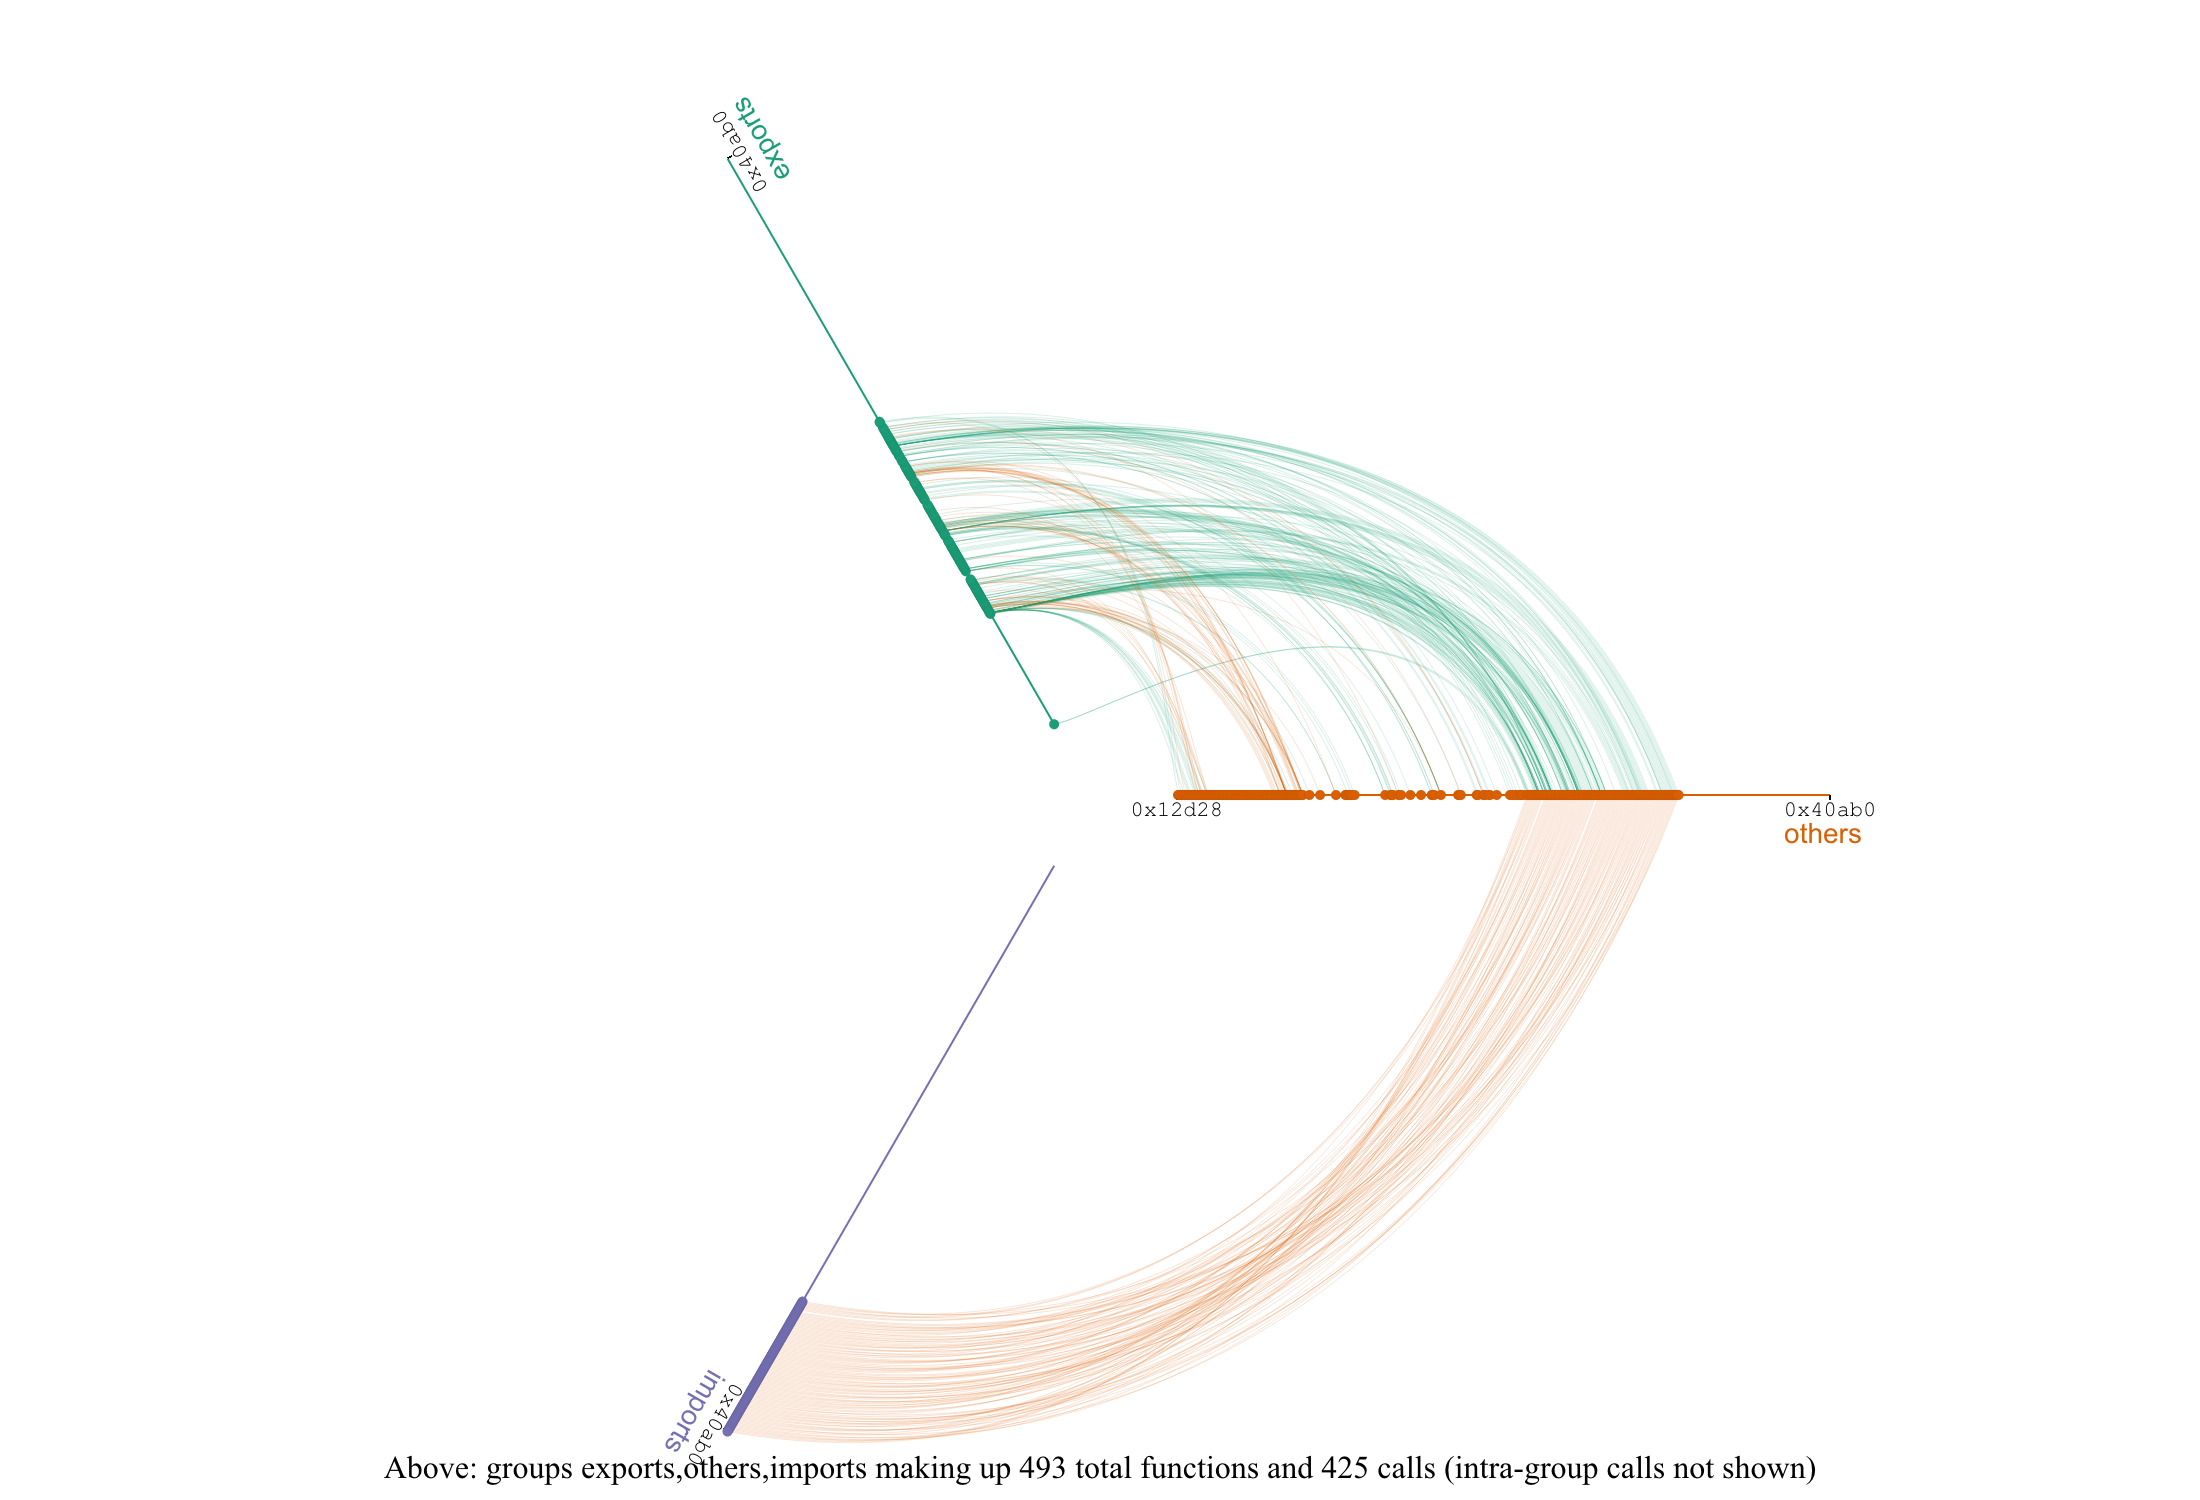 exports
0x40ab0
0x12d28
0x40ab0
others
imports
0x40ab0
Above: groups exports,others,imports making up 493 total functions and 425 calls (intra-group calls not shown)